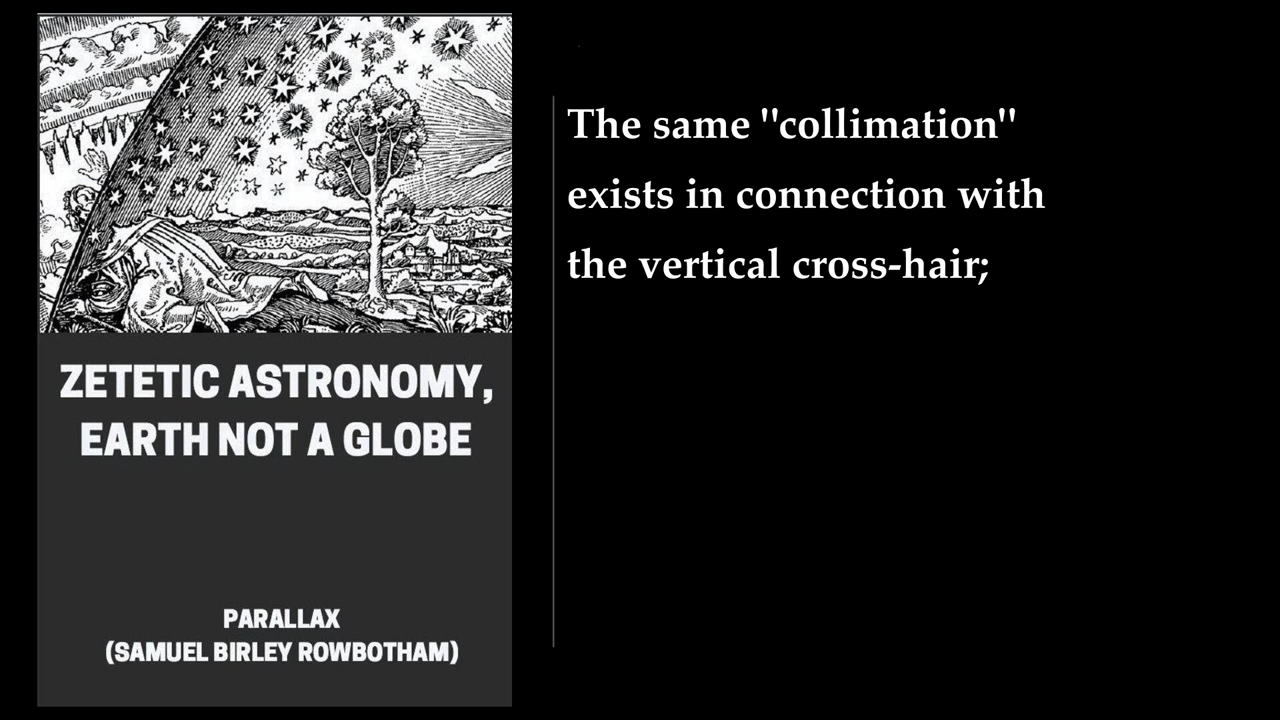 ZETETIC ASTRONOMY,
EARTH NOT A GLOBE
PARALLAX
(SAMUEL BIRLEY ROWBOTHAM)
The same "collimation"
exists in connection with
the vertical cross-hair;